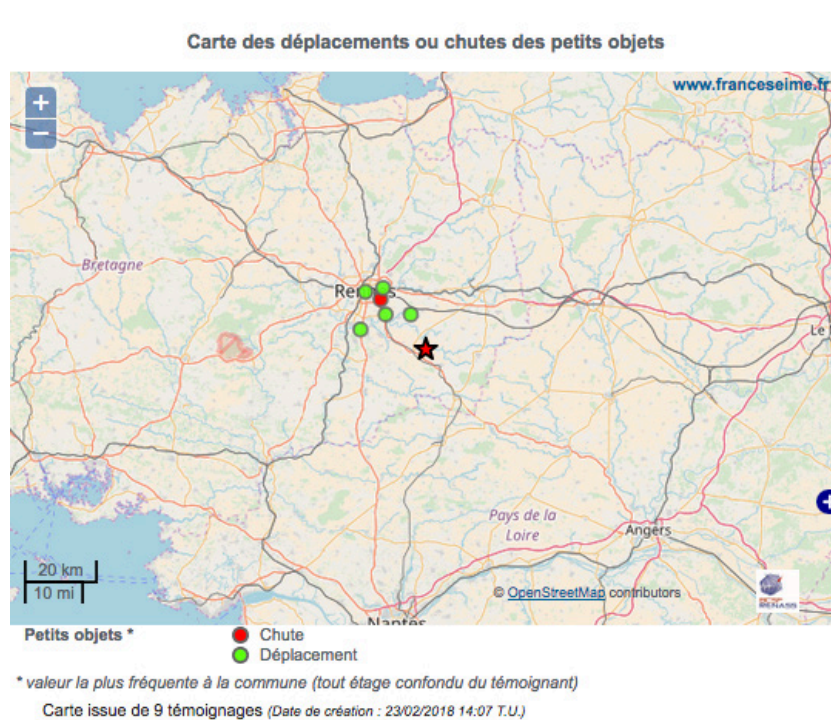 Carte des déplacements ou chutes des petits objets
www.franceseime.fr
+
−
Bretagne
Rennes
Le
Pays de la
Loire
Angers
20 km
10 mi
© OpenStreetMap contributors
RENASS
Nantes
Petits objets *
Chute
Déplacement
* valeur la plus fréquente à la commune (tout étage confondu du témoignant)
Carte issue de 9 témoignages (Date de création : 23/02/2018 14:07 T.U.)